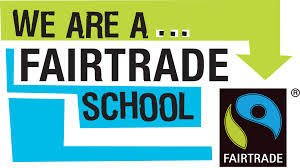 WE ARE A ...
FAIRTRADE
SCHOOL
®
FAIRTRADE